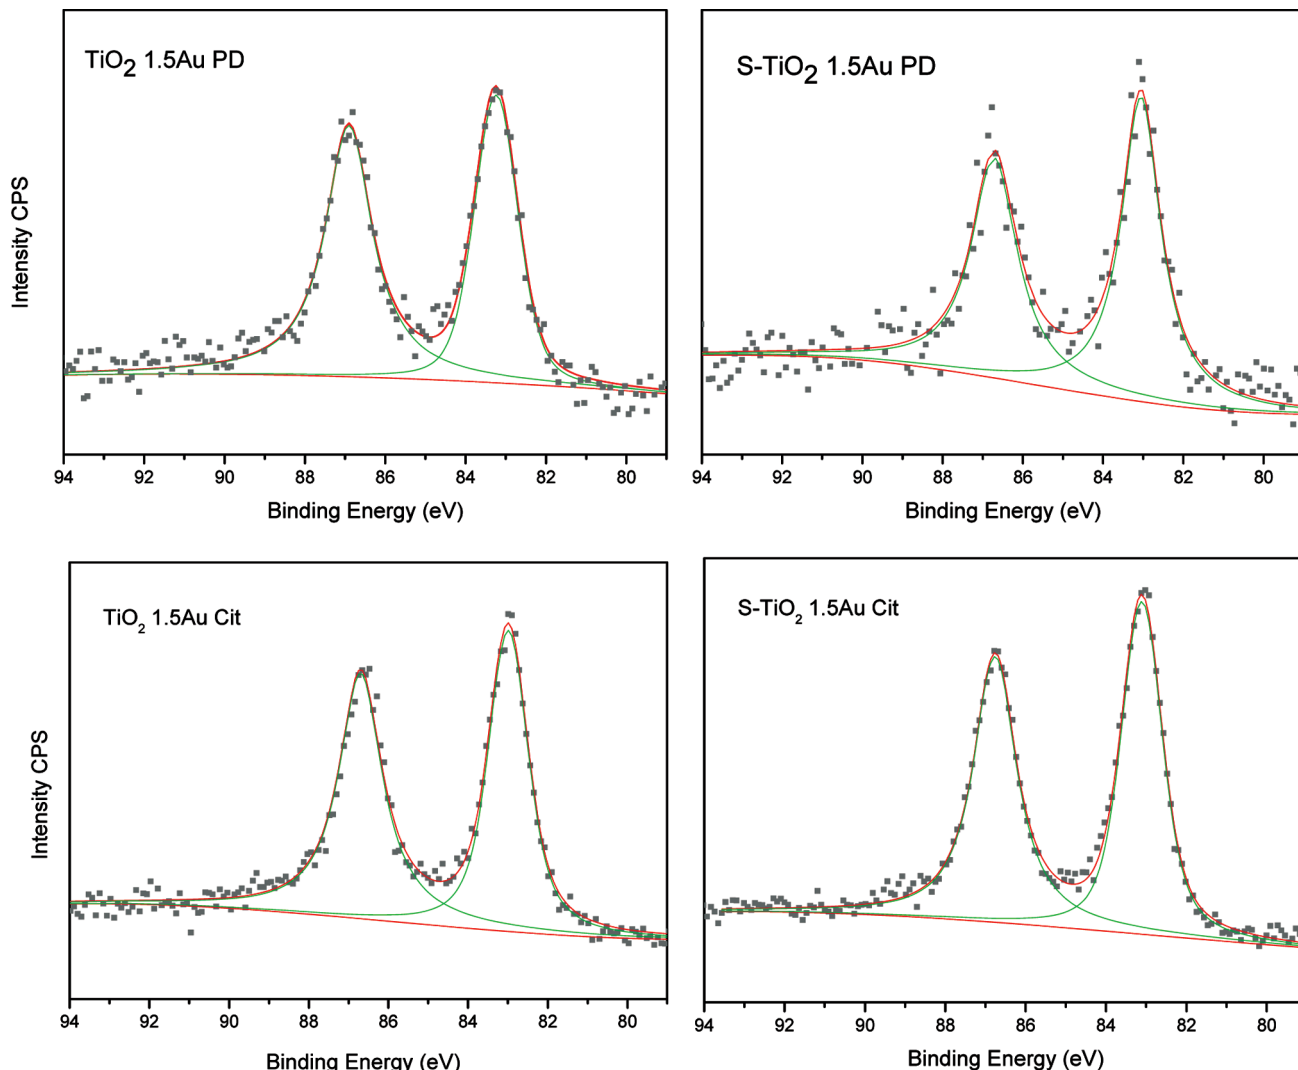 TiO2 1.5Au PD
Intensity CPS
94 92 90 88 86 84 82 80
Binding Energy (eV)
S-TiO2 1.5Au PD
94 92 90 88 86 84 82 80
Binding Energy (eV)
TiO2 1.5Au Cit
Intensity CPS
94 92 90 88 86 84 82 80
Binding Energy (eV)
S-TiO2 1.5Au Cit
94 92 90 88 86 84 82 80
Binding Energy (eV)